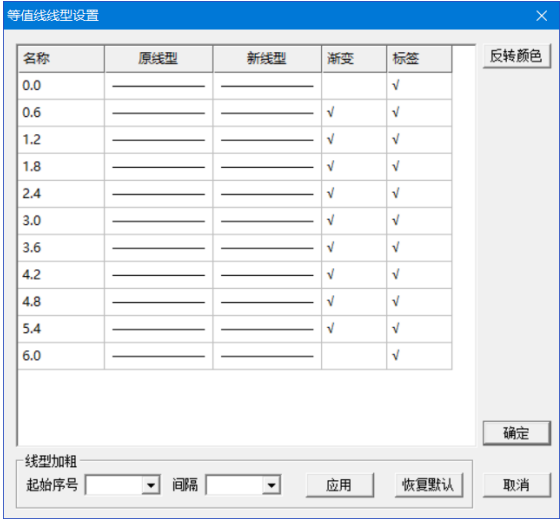 等值线线型设置
名称 原线型 新线型 渐变 标签
反转颜色
0.0 √
0.6 √ √
1.2 √ √
1.8 √ √
2.4 √ √
3.0 √ √
3.6 √ √
4.2 √ √
4.8 √ √
5.4 √ √
6.0 √
确定
线型加粗
起始序号 间隔 应用 恢复默认 取消